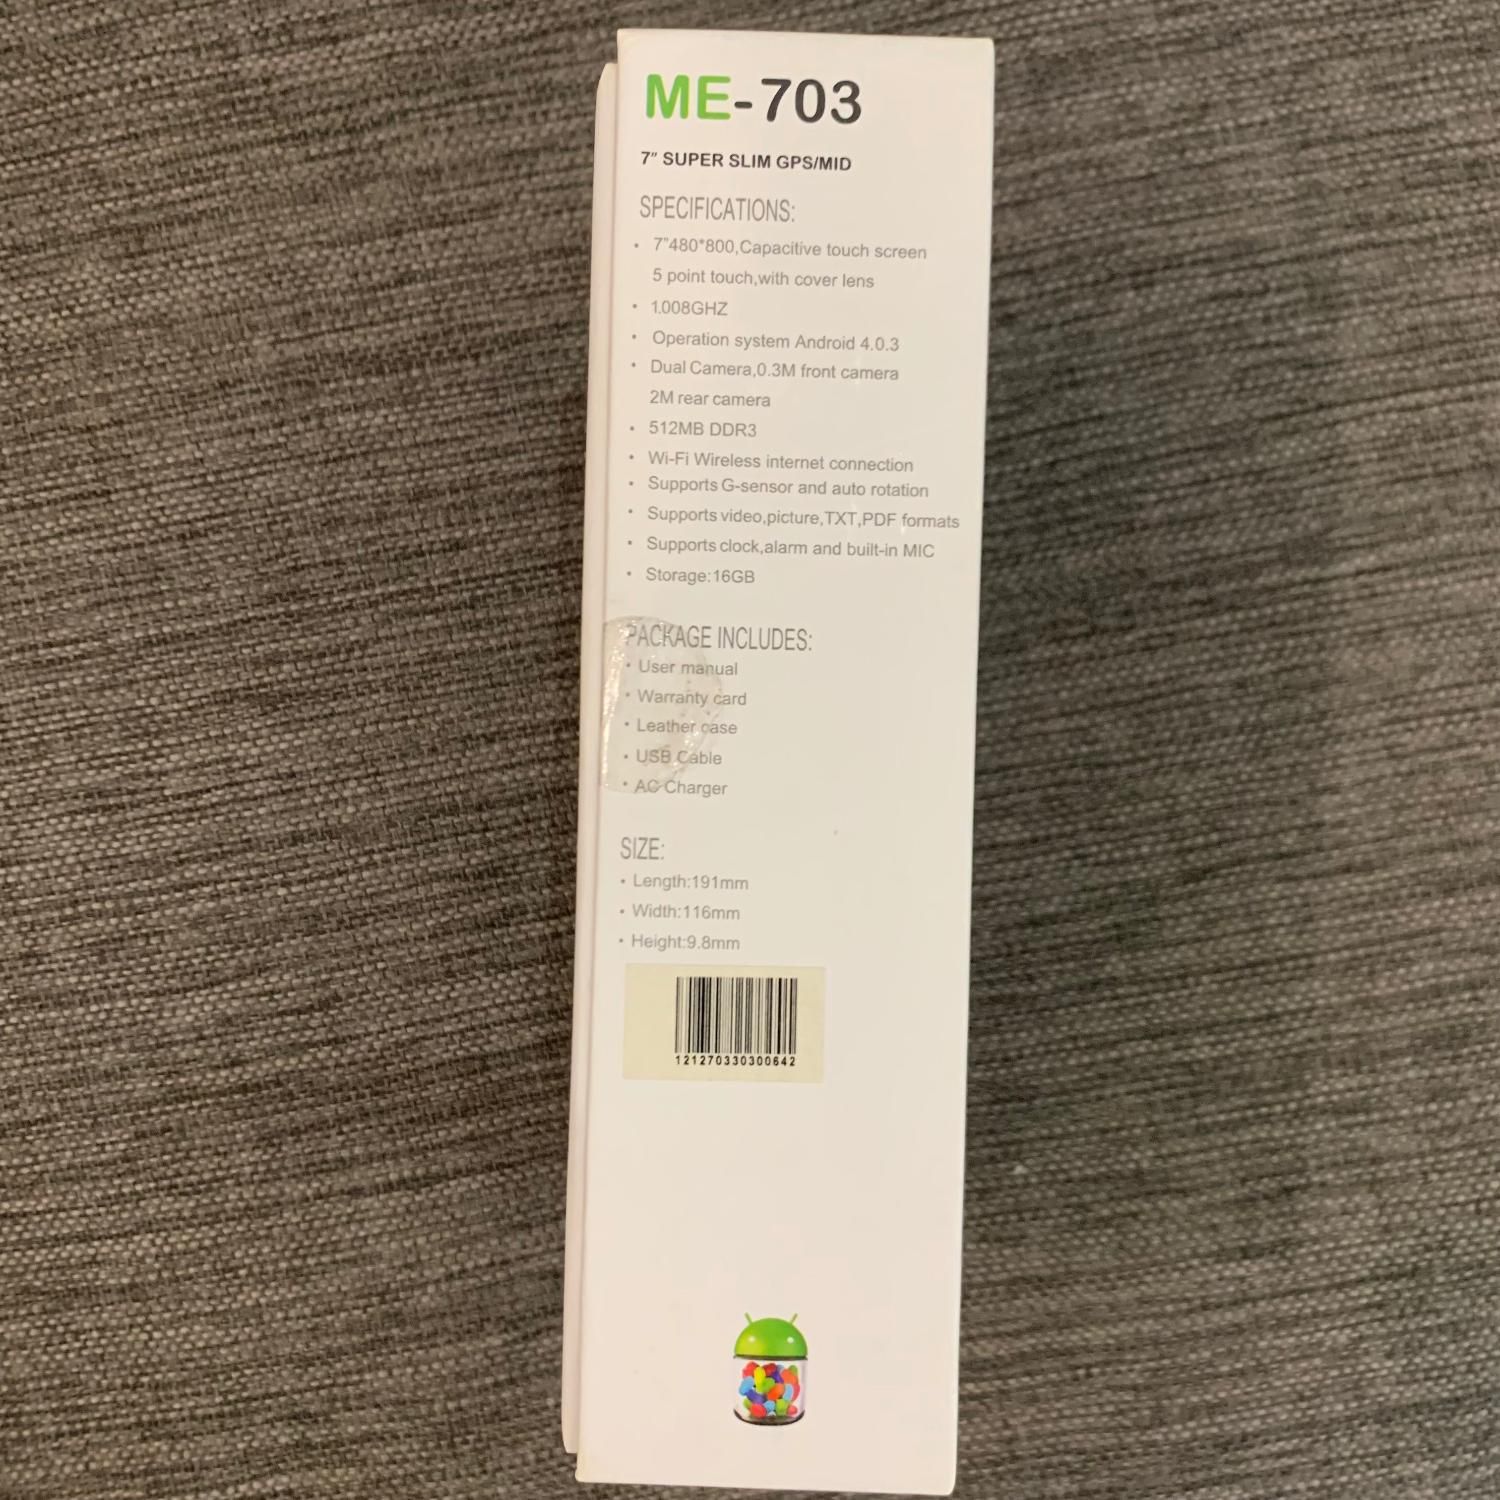 ME-703
7" SUPER SLIM GPS/MID
SPECIFICATIONS:
• 7"480*800,Capacitive touch screen
5 point touch,with cover lens
• 1.008GHZ
• Operation system Android 4.0.3
• Dual Camera,0.3M front camera
2M rear camera
• 512MB DDR3
• Wi-Fi Wireless internet connection
• Supports G-sensor and auto rotation
• Supports video,picture,TXT,PDF formats
• Supports clock,alarm and built-in MIC
• Storage:16GB
PACKAGE INCLUDES:
• User manual
• Warranty card
• Leather case
• USB Cable
• AC Charger
SIZE:
• Length:191mm
• Width:116mm
• Height:9.8mm
121270330300642